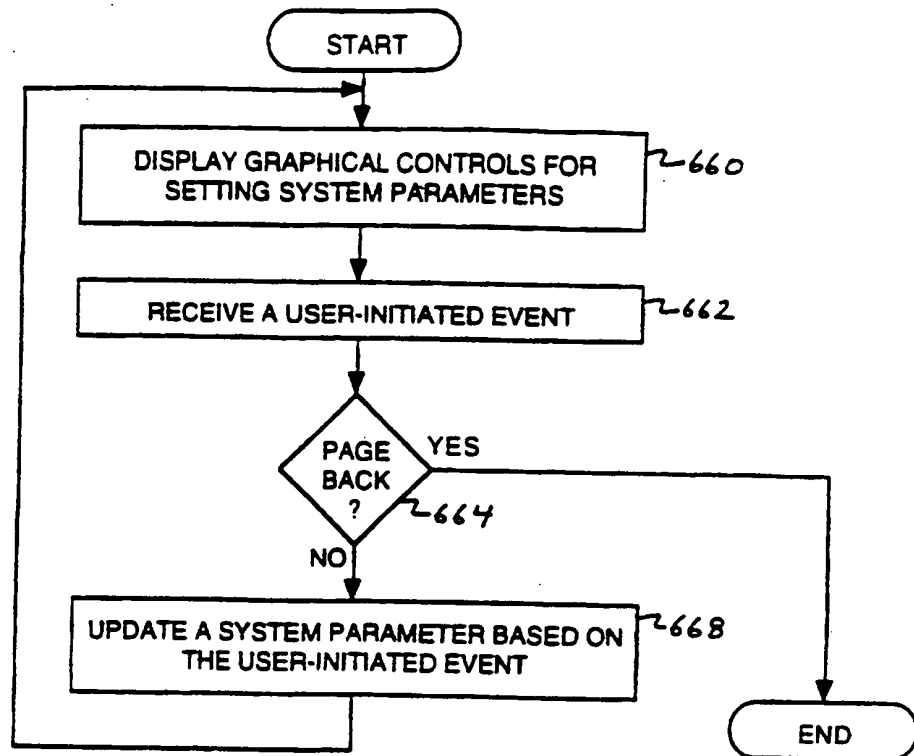 START
DISPLAY GRAPHICAL CONTROLS FOR
SETTING SYSTEM PARAMETERS
660
RECEIVE A USER-INITIATED EVENT
662
PAGE
BACK
?
YES
664
NO
UPDATE A SYSTEM PARAMETER BASED ON
THE USER-INITIATED EVENT
668
END